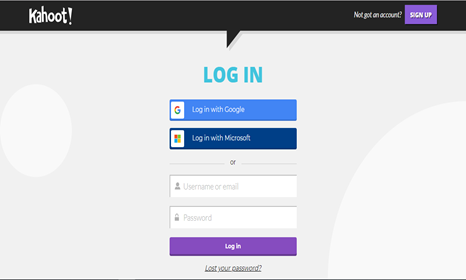 Kahoot!
Not got an account? SIGN UP
LOG IN
Log in with Google
Log in with Microsoft
or
Username or email
Password
Log in
Lost your password?